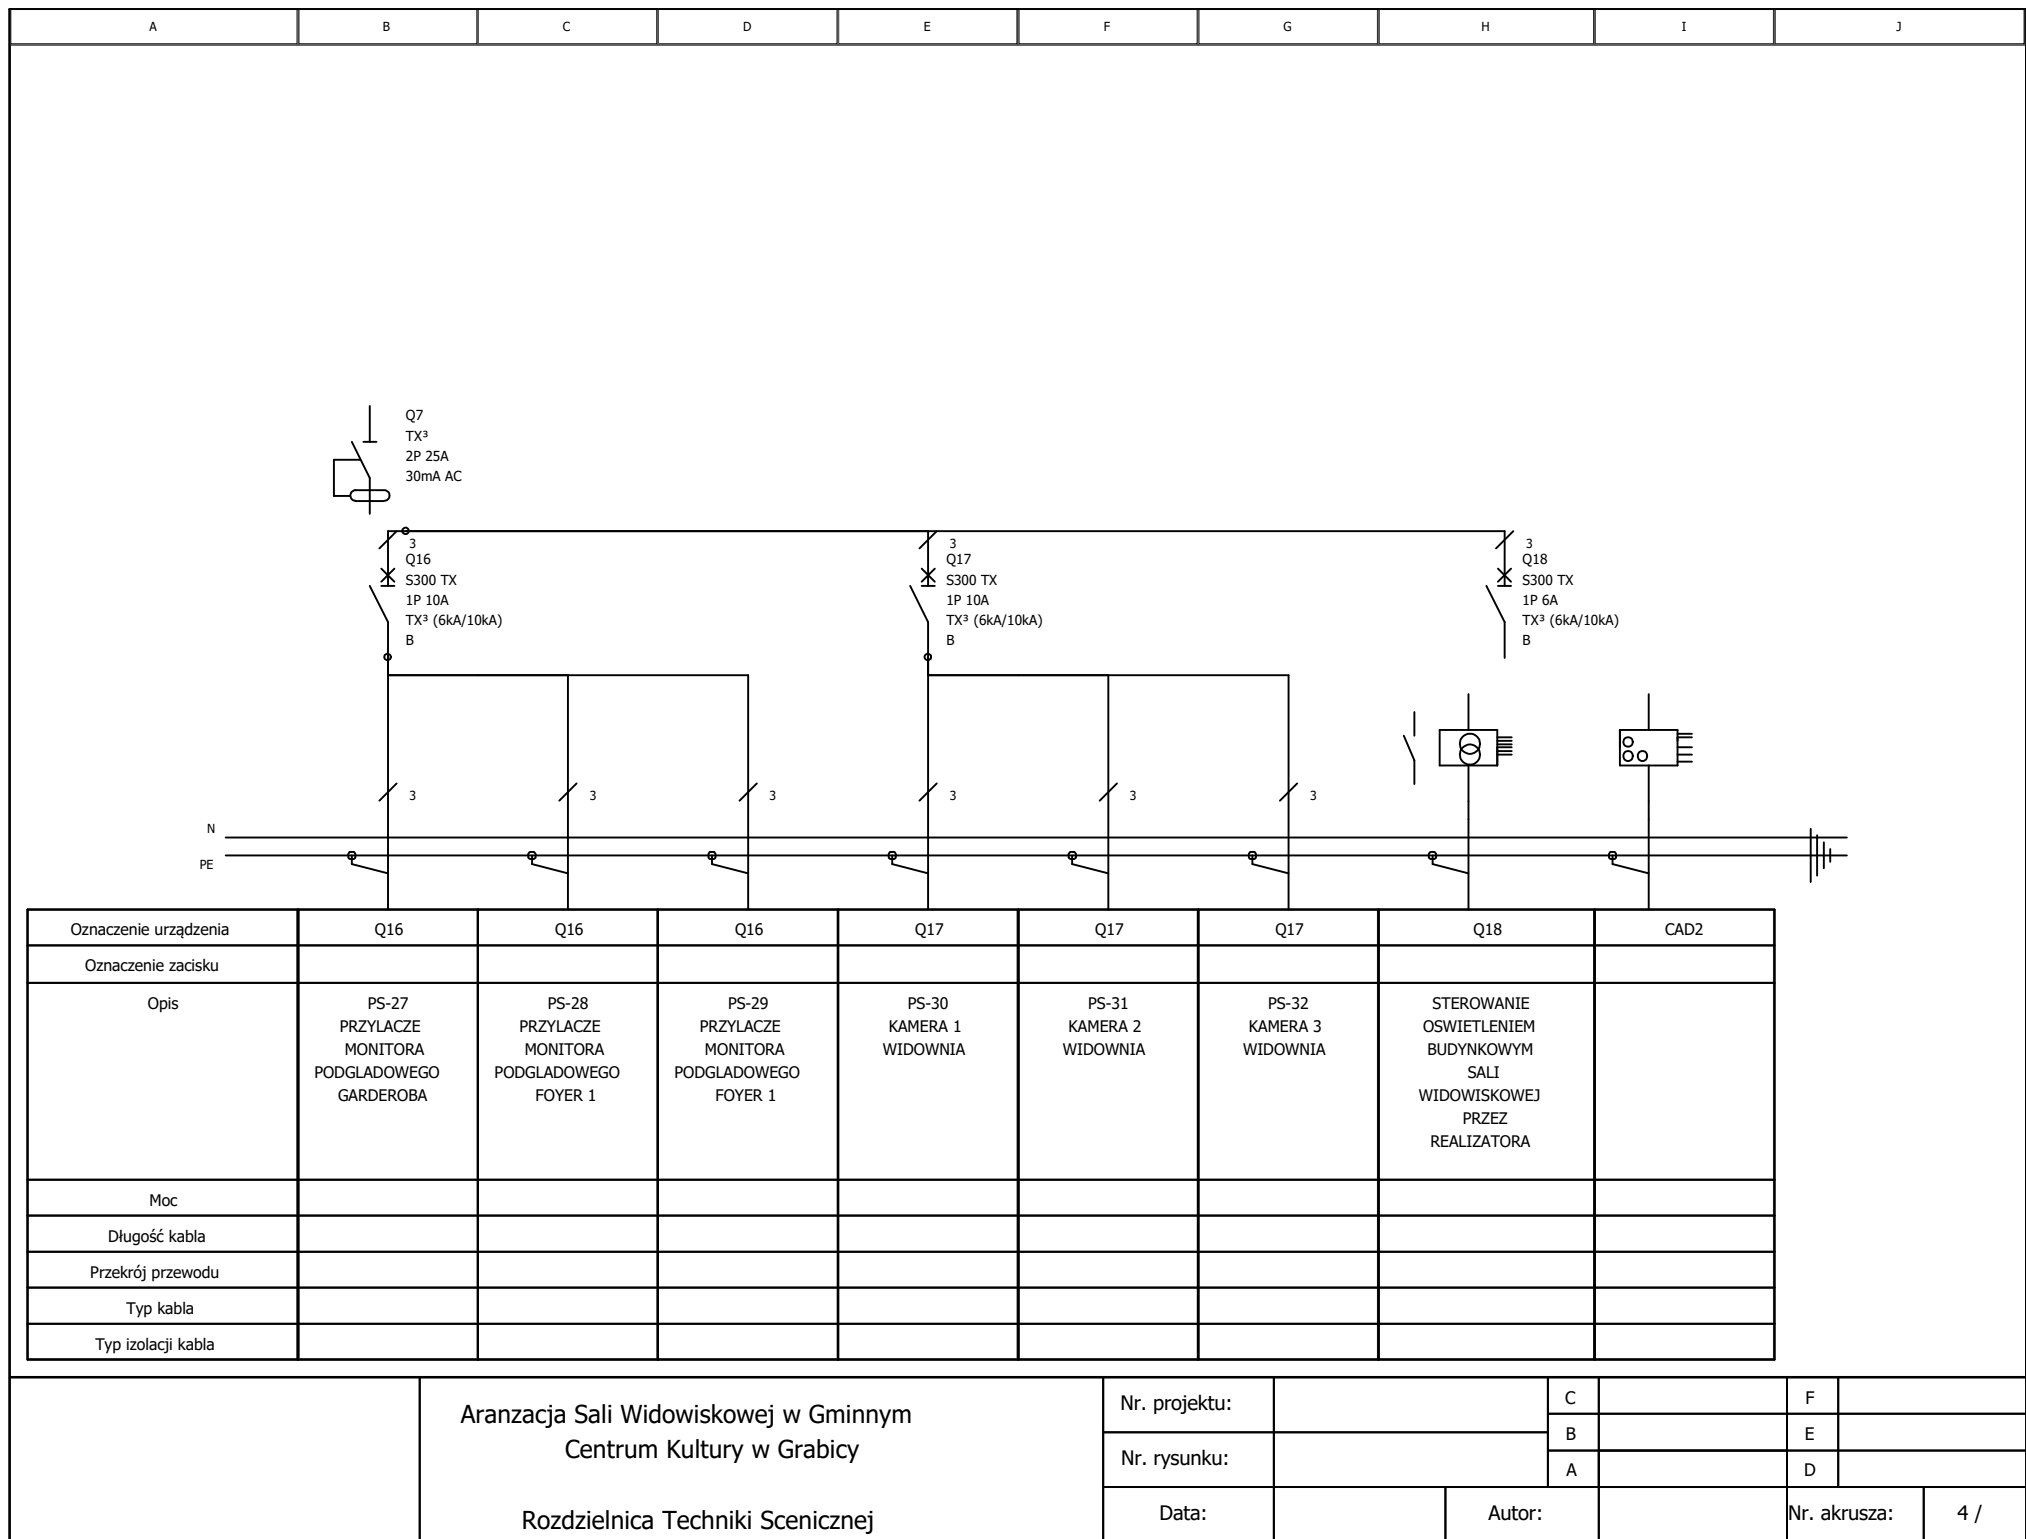 A B C D E F G H I J
Q7
TX³
2P 25A
30mA AC
3 3 3
Q16 Q17 Q18
S300 TX S300 TX S300 TX
1P 10A 1P 10A 1P 6A
TX³ (6kA/10kA) TX³ (6kA/10kA) TX³ (6kA/10kA)
B B B
3 3 3 3 3 3
N
PE
Oznaczenie urządzenia Q16 Q16 Q16 Q17 Q17 Q17 Q18 CAD2
Oznaczenie zacisku
Opis PS-27 PS-28 PS-29 PS-30 PS-31 PS-32 STEROWANIE
PRZYLACZE PRZYLACZE PRZYLACZE KAMERA 1 KAMERA 2 KAMERA 3 OSWIETLENIEM
MONITORA MONITORA MONITORA WIDOWNIA WIDOWNIA WIDOWNIA BUDYNKOWYM
PODGLADOWEGO PODGLADOWEGO PODGLADOWEGO SALI
GARDEROBA FOYER 1 FOYER 1 WIDOWISKOWEJ
PRZEZ
REALIZATORA
Moc
Długość kabla
Przekrój przewodu
Typ kabla
Typ izolacji kabla
Aranzacja Sali Widowiskowej w Gminnym
Centrum Kultury w Grabicy
Rozdzielnica Techniki Scenicznej
Nr. projektu: C F
B E
Nr. rysunku: A D
Data: Autor: Nr. akrusza: 4 /